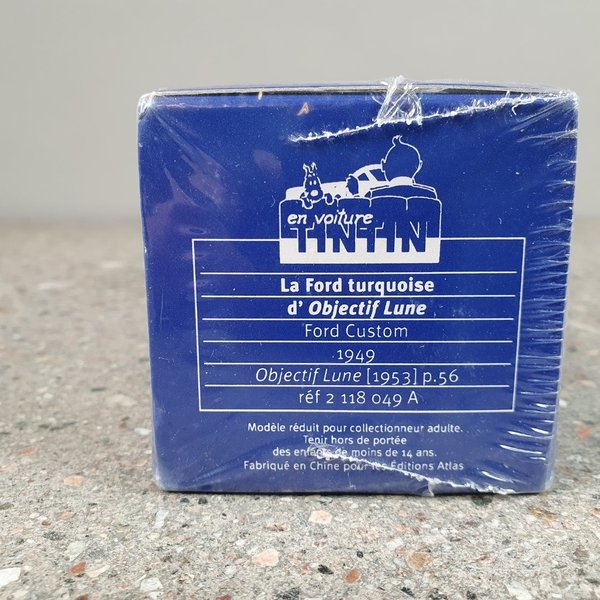 en voiture
TINTIN
La Ford turquoise
d' Objectif Lune
Ford Custom
1949
Objectif Lune [1953] p.56
réf 2 118 049 A
Modèle réduit pour collectionneur adulte.
Tenir hors de portée
des enfants de moins de 14 ans.
Fabriqué en Chine pour les Éditions Atlas